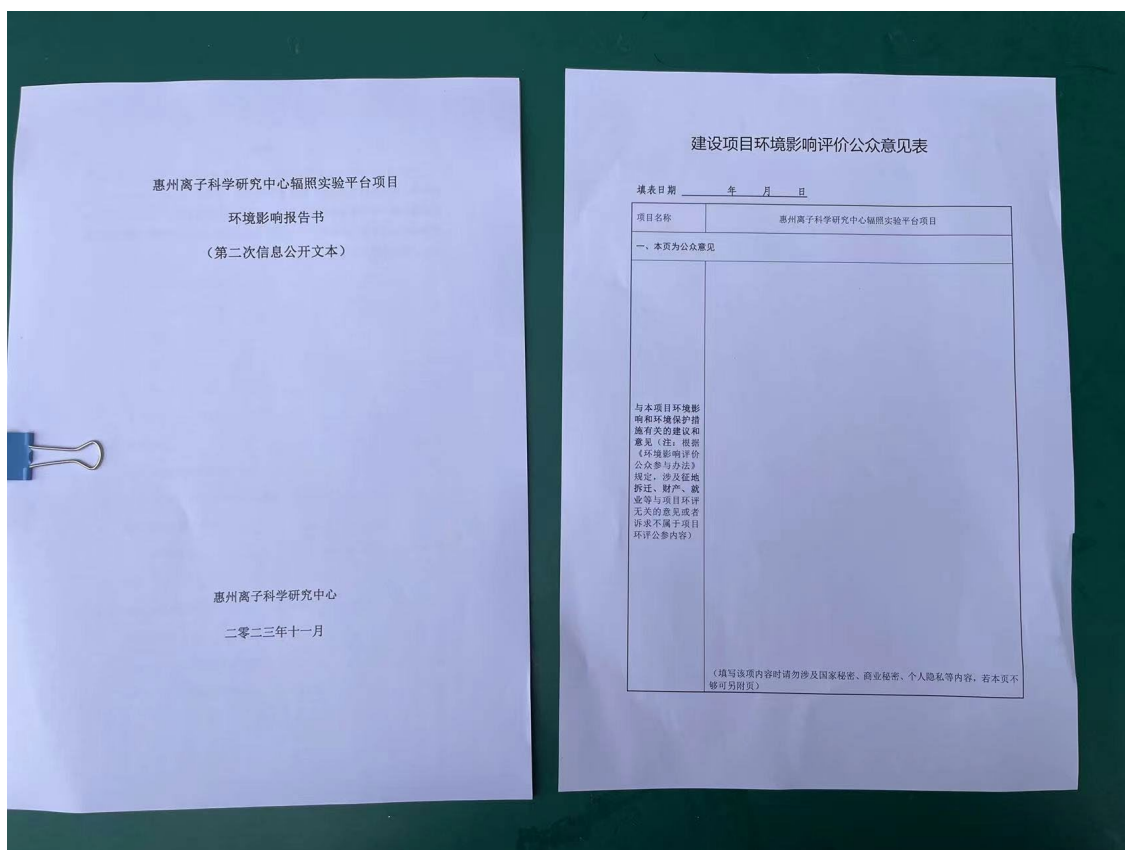 惠州离子科学研究中心辐照实验平台项目
环境影响报告书
（第二次信息公开文本）
惠州离子科学研究中心
二零二三年十一月
建设项目环境影响评价公众意见表
填表日期 年 月 日
项目名称 惠州离子科学研究中心辐照实验平台项目
一、本页为公众意见
与本项目环境影
响和环境保护措
施有关的建议和
意见（注：根据
《环境影响评价
公众参与办法》
规定，涉及征地
拆迁、财产、就
业等与项目环评
无关的意见或者
诉求不属于项目
环评公参内容）
（填写该项内容时请勿涉及国家秘密、商业秘密、个人隐私等内容，若本页不
够可另附页）